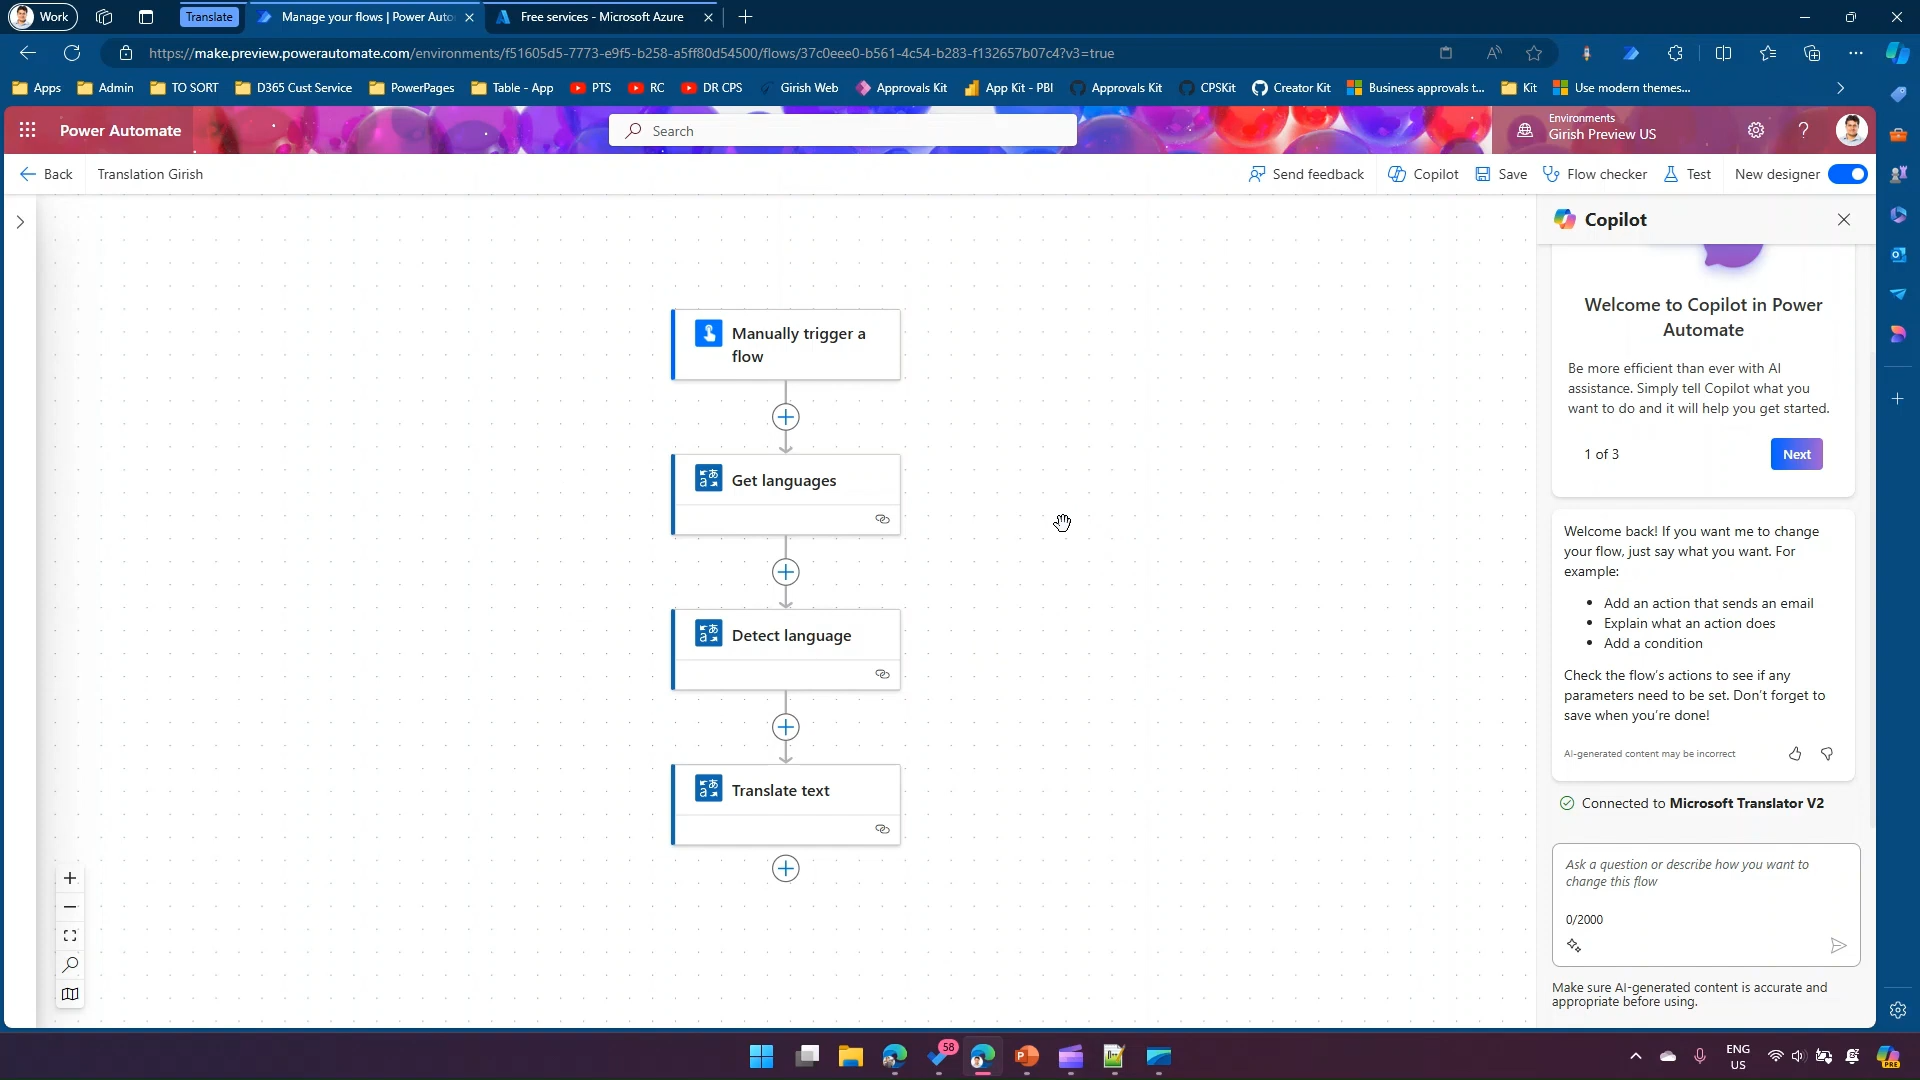 Work
Translate
Manage your flows | Power Auto
Free services - Microsoft Azure
https://make.preview.powerautomate.com/environments/f51605d5-7773-e9f5-b258-a5ff80d54500/flows/37c0eee0-b561-4c54-b283-f132657b07c4?v3=true
Apps
Admin
TO SORT
D365 Cust Service
PowerPages
Table - App
PTS
RC
DR CPS
Girish Web
Approvals Kit
App Kit - PBI
Approvals Kit
CPSKit
Creator Kit
Business approvals t...
Kit
Use modern themes...
Power Automate
Search
Environments
Girish Preview US
Back
Translation Girish
Send feedback
Copilot
Save
Flow checker
Test
New designer
Copilot
Manually trigger a
flow
Get languages
Detect language
Translate text
Welcome to Copilot in Power
Automate
Be more efficient than ever with AI
assistance. Simply tell Copilot what you
want to do and it will help you get started.
1 of 3
Next
Welcome back! If you want me to change
your flow, just say what you want. For
example:
• Add an action that sends an email
• Explain what an action does
• Add a condition
Check the flow's actions to see if any
parameters need to be set. Don't forget to
save when you're done!
AI-generated content may be incorrect
Connected to Microsoft Translator V2
Ask a question or describe how you want to
change this flow
0/2000
Make sure AI-generated content is accurate and
appropriate before using.
58
ENG
US
PRE